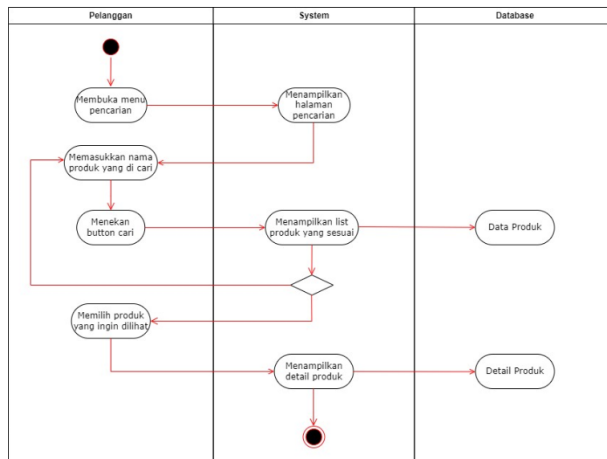 Pelanggan
System
Database
Membuka menu
pencarian
Menampilkan
halaman
pencarian
Memasukkan nama
produk yang di cari
Menekan
button cari
Menampilkan list
produk yang sesuai
Data Produk
Memilih produk
yang ingin dilihat
Menampilkan
detail produk
Detail Produk